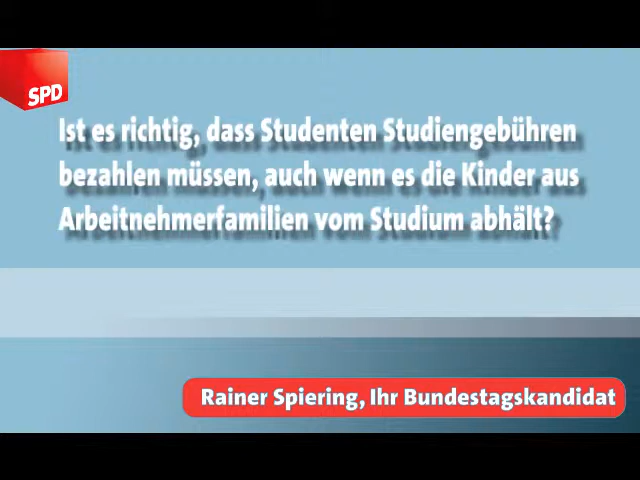 SPD
Ist es richtig, dass Studenten Studiengebühren
bezahlen müssen, auch wenn es die Kinder aus
Arbeitnehmerfamilien vom Studium abhält?
Rainer Spiering, Ihr Bundestagskandidat